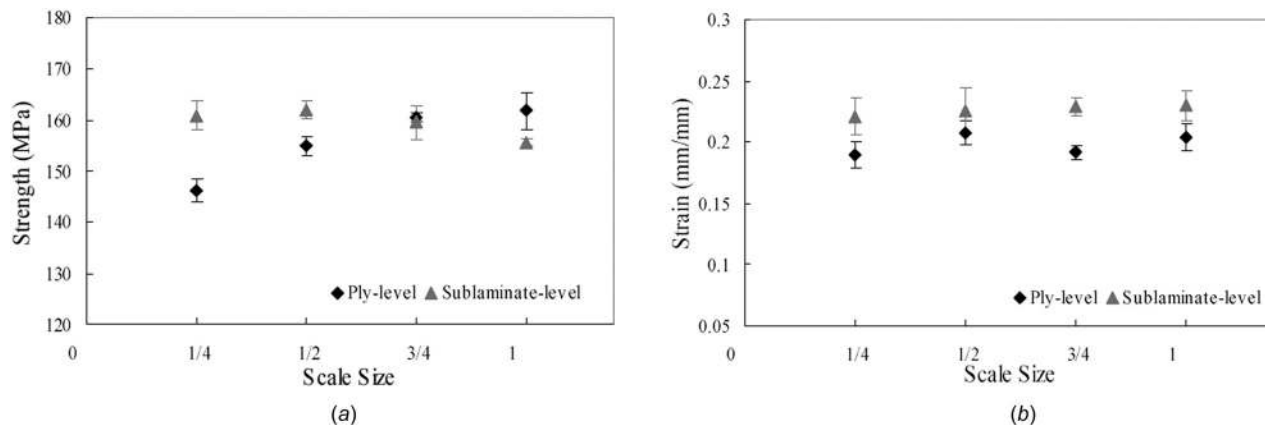 180
170
160
150
140
130
120
Strength (MPa)
Ply-level Sublaminate-level
0 1/4 1/2 3/4 1
Scale Size
(a)
0.3
0.25
0.2
0.15
0.1
0.05
Strain (mm/mm)
Ply-level Sublaminate-level
0 1/4 1/2 3/4 1
Scale Size
(b)